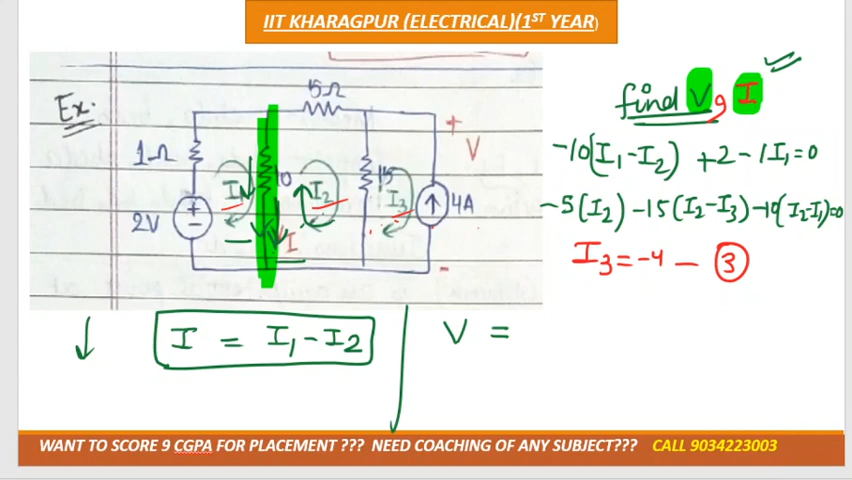 IIT KHARAGPUR (ELECTRICAL)(1ST YEAR)
Ex.
find V & I
1Ω
5Ω
10
15
I1
I2
I3
I
2V
4A
+
V
-
-10(I1-I2) +2-1I1=0
-5(I2)-15(I2-I3)-10(I2-I1)=0
I3=-4 - 3
I = I1-I2
V =
WANT TO SCORE 9 CGPA FOR PLACEMENT ??? NEED COACHING OF ANY SUBJECT??? CALL 9034223003